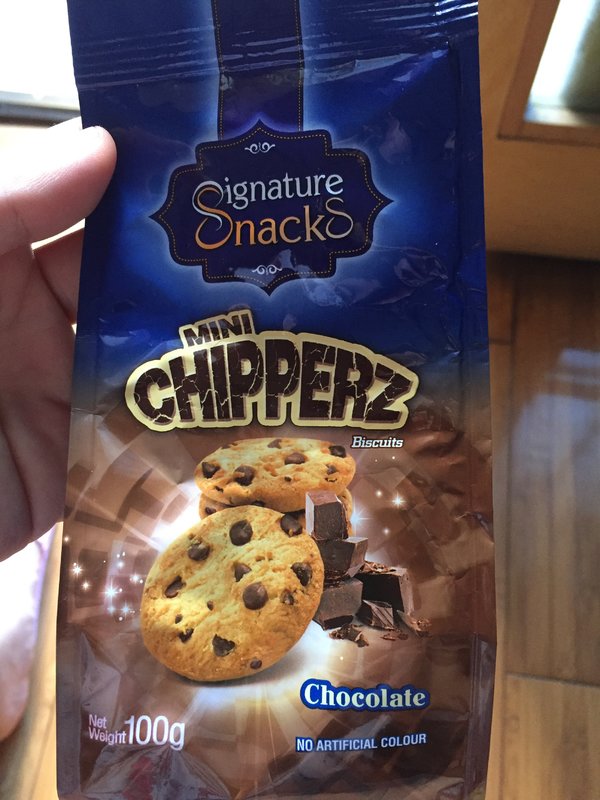 Signature
Snacks
MINI
CHIPPERZ
Biscuits
Chocolate
Net
Weight 100g
NO ARTIFICIAL COLOUR